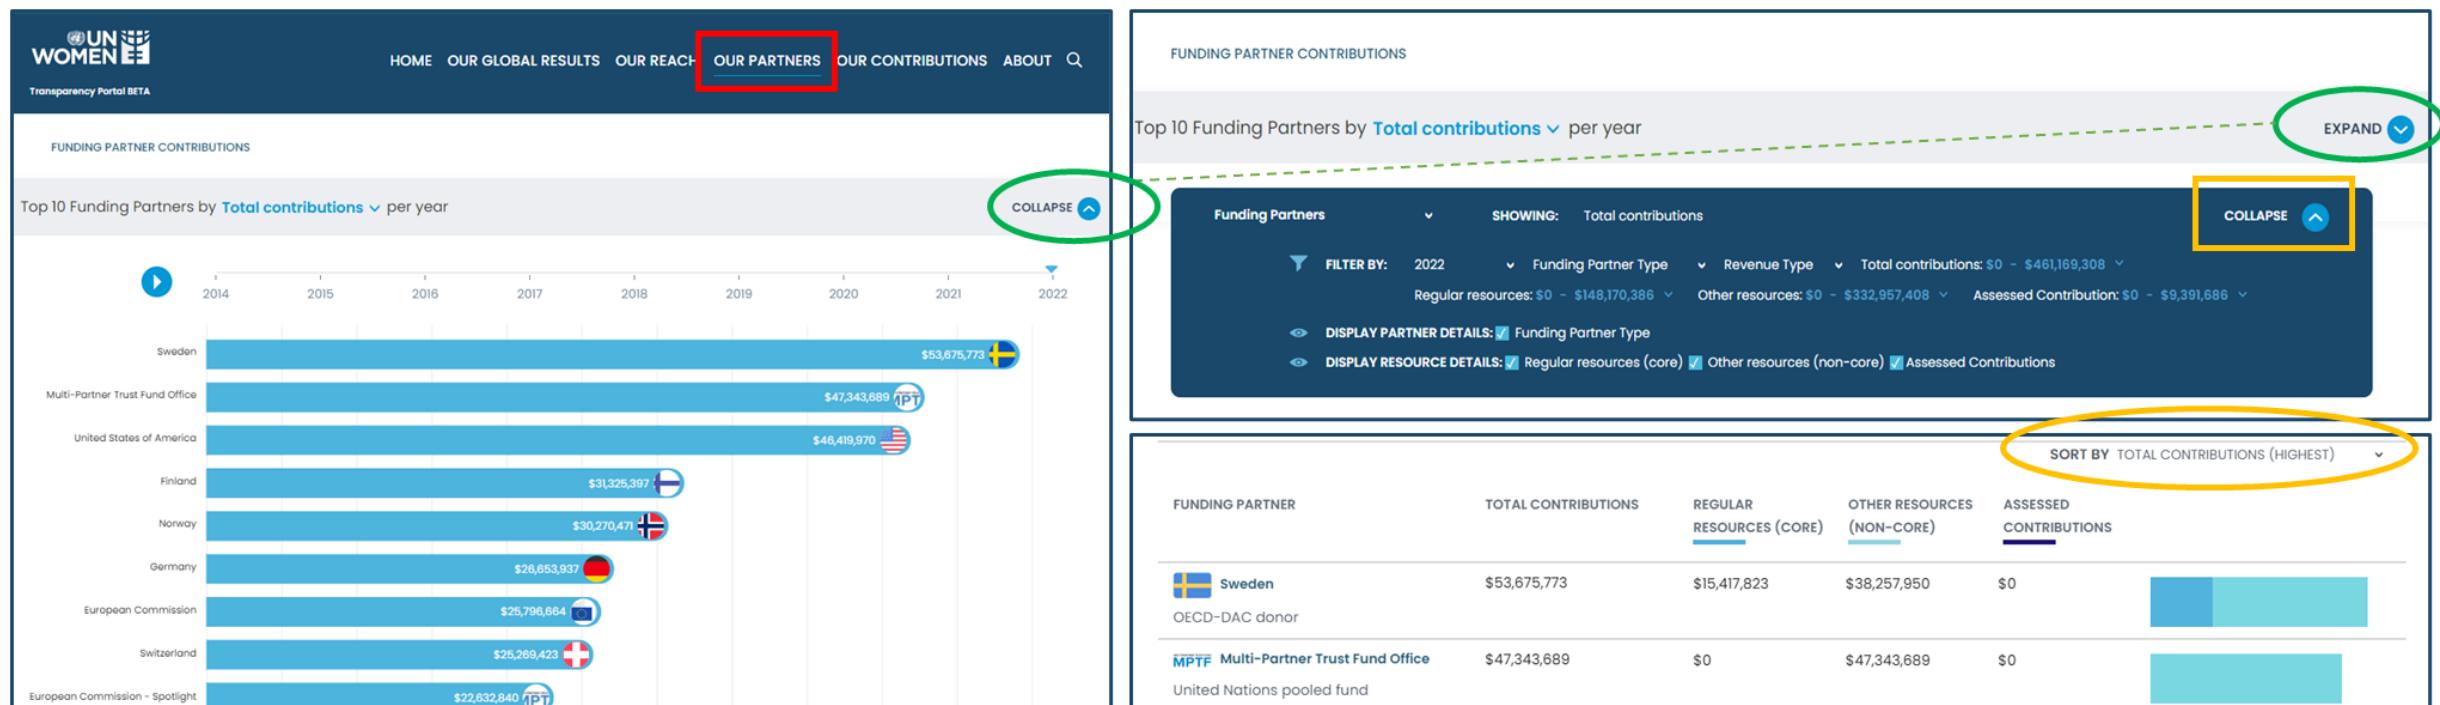 UN
WOMEN
Transparency Portal BETA
HOME OUR GLOBAL RESULTS OUR REACH OUR PARTNERS OUR CONTRIBUTIONS ABOUT
FUNDING PARTNER CONTRIBUTIONS
Top 10 Funding Partners by Total contributions per year
COLLAPSE
2014 2015 2016 2017 2018 2019 2020 2021 2022
Sweden $53,675,773
Multi-Partner Trust Fund Office $47,343,689 MPT
United States of America $46,419,970
Finland $31,325,397
Norway $30,270,471
Germany $26,653,937
European Commission $25,796,664
Switzerland $25,269,423
European Commission - Spotlight $22,632,840 MPT
FUNDING PARTNER CONTRIBUTIONS
Top 10 Funding Partners by Total contributions per year
EXPAND
Funding Partners SHOWING: Total contributions COLLAPSE
FILTER BY: 2022 Funding Partner Type Revenue Type Total contributions: $0 - $461,169,308
Regular resources: $0 - $148,170,386 Other resources: $0 - $332,957,408 Assessed Contribution: $0 - $9,391,686
DISPLAY PARTNER DETAILS: Funding Partner Type
DISPLAY RESOURCE DETAILS: Regular resources (core) Other resources (non-core) Assessed Contributions
SORT BY TOTAL CONTRIBUTIONS (HIGHEST)
FUNDING PARTNER TOTAL CONTRIBUTIONS REGULAR OTHER RESOURCES ASSESSED
RESOURCES (CORE) (NON-CORE) CONTRIBUTIONS
Sweden $53,675,773 $15,417,823 $38,257,950 $0
OECD-DAC donor
MPTF Multi-Partner Trust Fund Office $47,343,689 $0 $47,343,689 $0
United Nations pooled fund